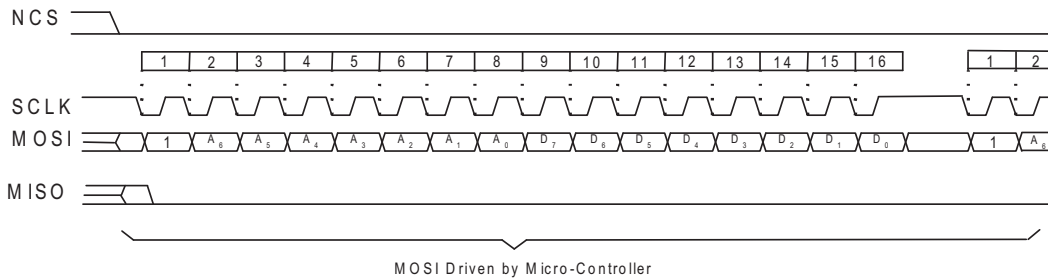 NCS
1 2 3 4 5 6 7 8 9 10 11 12 13 14 15 16 1 2
SCLK
MOSI 1 A6 A5 A4 A3 A2 A1 A0 D7 D6 D5 D4 D3 D2 D1 D0 1 A6
MISO
MOSI Driven by Micro-Controller